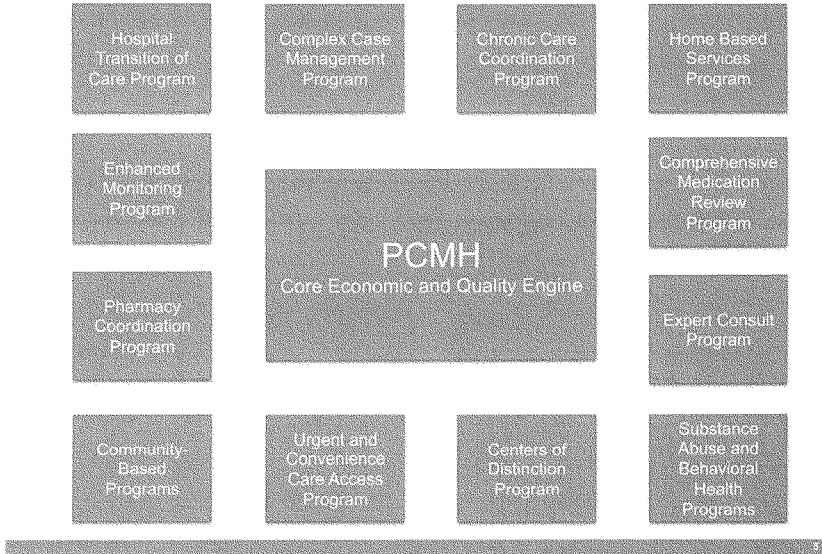 Hospital
Transition of
Care Program
Complex Case
Management
Program
Chronic Care
Coordination
Program
Home Based
Services
Program
Enhanced
Monitoring
Program
PCMH
Core Economic and Quality Engine
Comprehensive
Medication
Review
Program
Pharmacy
Coordination
Program
Expert Consult
Program
Community-
Based
Programs
Urgent and
Convenience
Care Access
Program
Centers of
Distinction
Program
Substance
Abuse and
Behavioral
Health
Programs